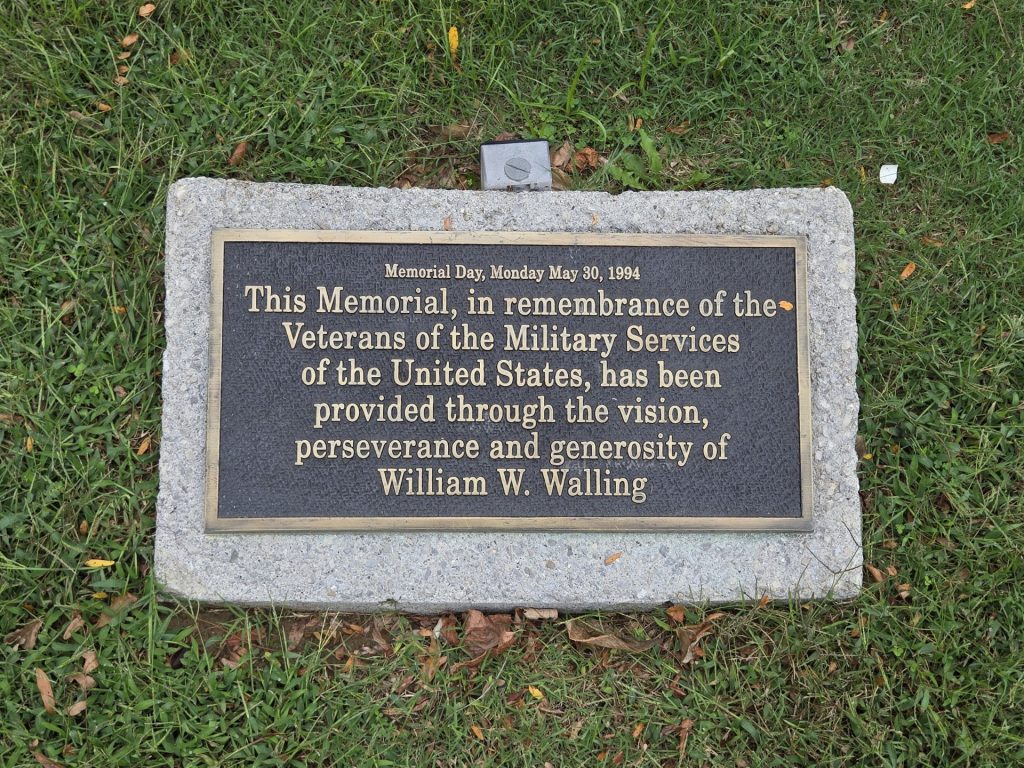 Memorial Day, Monday May 30, 1994
This Memorial, in remembrance of the
Veterans of the Military Services
of the United States, has been
provided through the vision,
perseverance and generosity of
William W. Walling